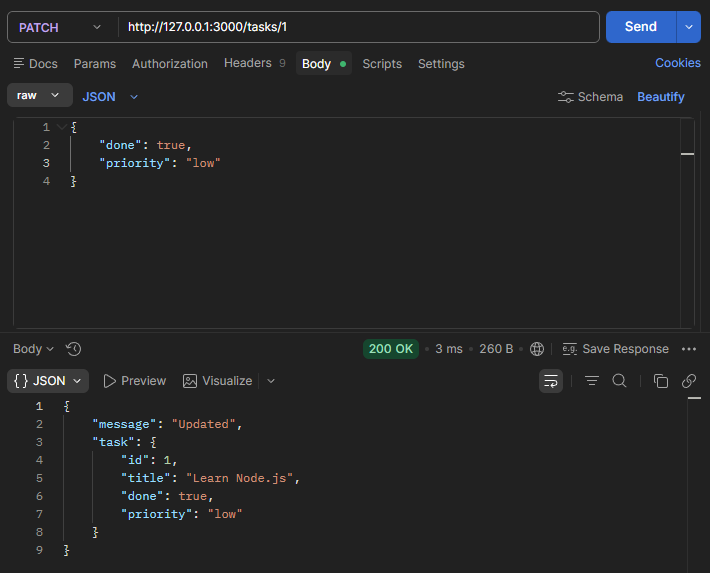 PATCH http://127.0.0.1:3000/tasks/1 Send
Docs Params Authorization Headers 9 Body Scripts Settings Cookies
raw JSON Schema Beautify
1 {
2 "done": true,
3 "priority": "low"
4 }
Body 200 OK • 3 ms • 260 B e.g. Save Response
{} JSON Preview Visualize
1 {
2 "message": "Updated",
3 "task": {
4 "id": 1,
5 "title": "Learn Node.js",
6 "done": true,
7 "priority": "low"
8 }
9 }